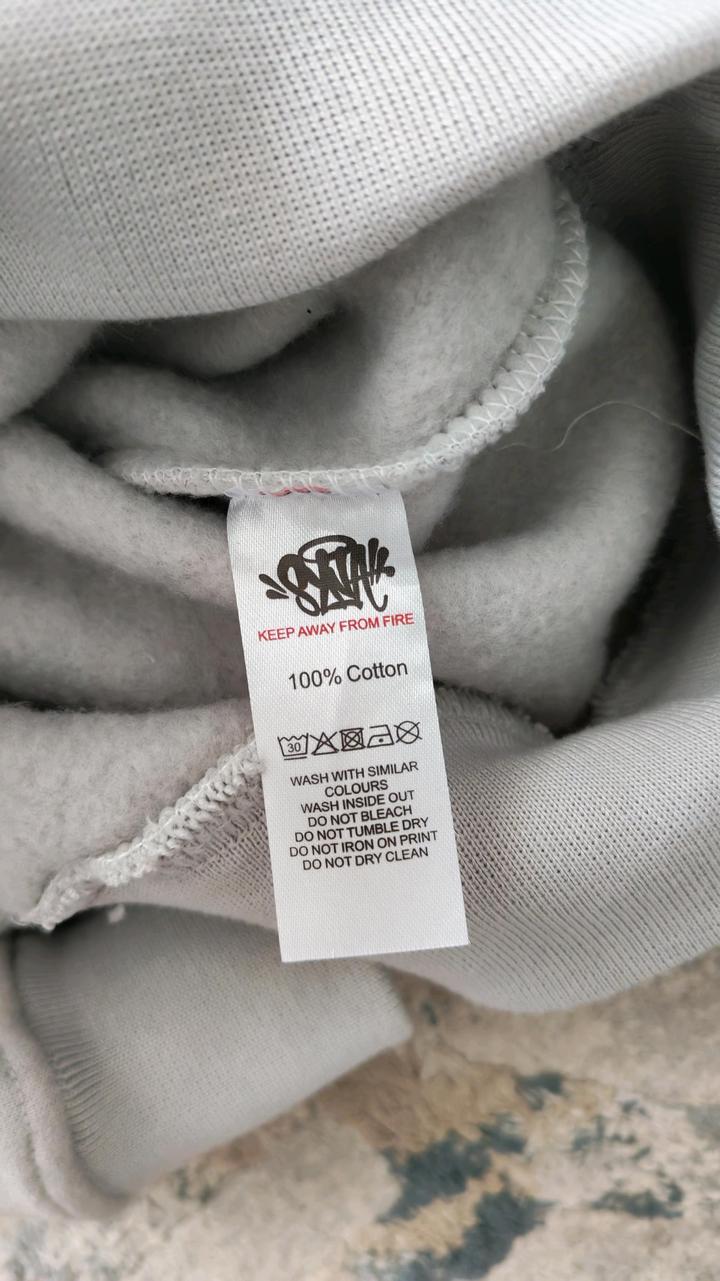 SYNA
KEEP AWAY FROM FIRE
100% Cotton
30
WASH WITH SIMILAR
COLOURS
WASH INSIDE OUT
DO NOT BLEACH
DO NOT TUMBLE DRY
DO NOT IRON ON PRINT
DO NOT DRY CLEAN